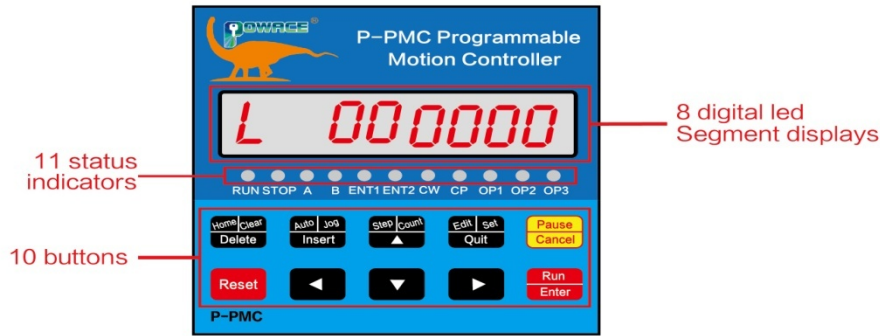 POWAGE®
P-PMC Programmable
Motion Controller
L 000000
8 digital led
Segment displays
11 status
indicators
RUN STOP A B ENT1 ENT2 CW CP OP1 OP2 OP3
Home Clear Auto Jog Step Count Edit Set Pause
Delete Insert ▲ Quit Cancel
10 buttons
Reset ◀ ▼ ▶ Run
Enter
P-PMC